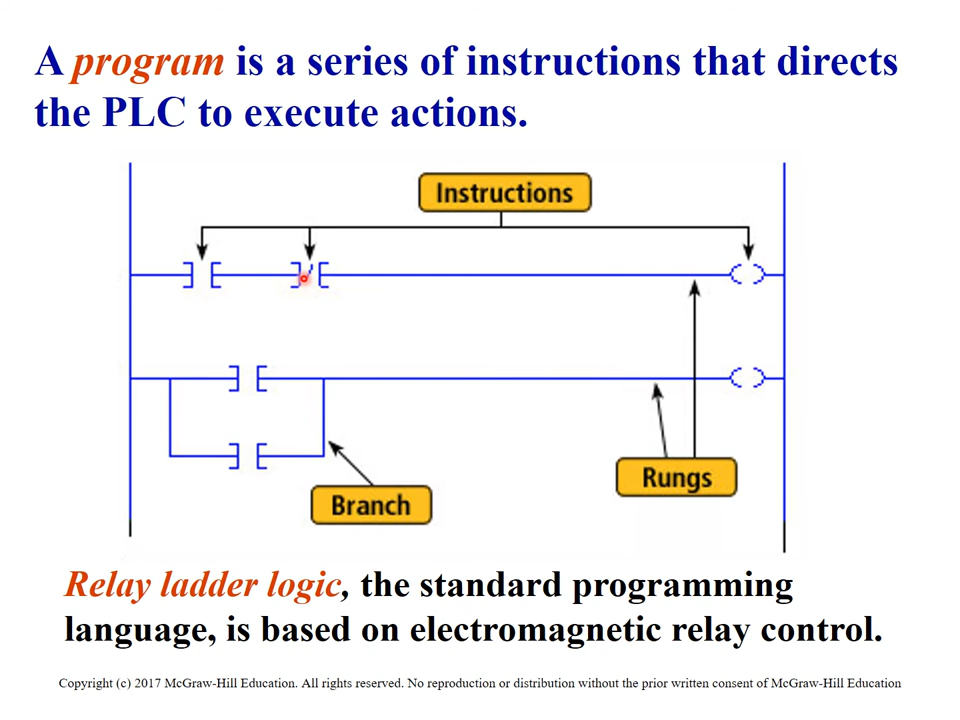 A program is a series of instructions that directs
the PLC to execute actions.
Instructions
Branch
Rungs
Relay ladder logic, the standard programming
language, is based on electromagnetic relay control.
Copyright (c) 2017 McGraw-Hill Education. All rights reserved. No reproduction or distribution without the prior written consent of McGraw-Hill Education